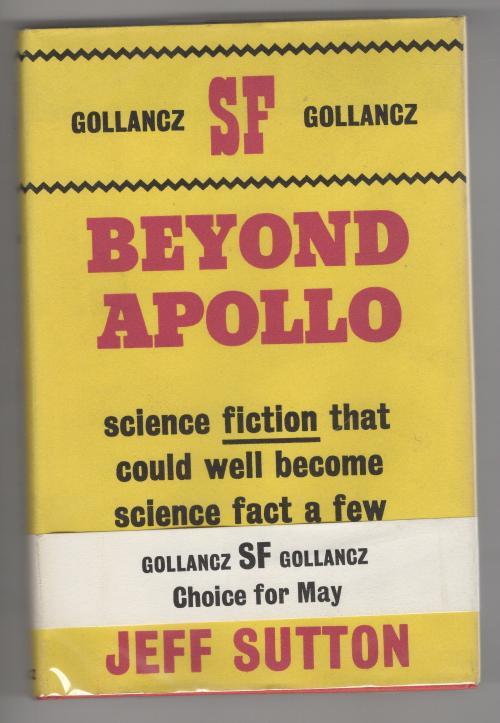 GOLLANCZ SF GOLLANCZ
BEYOND
APOLLO
science fiction that
could well become
science fact a few
GOLLANCZ SF GOLLANCZ
Choice for May
JEFF SUTTON